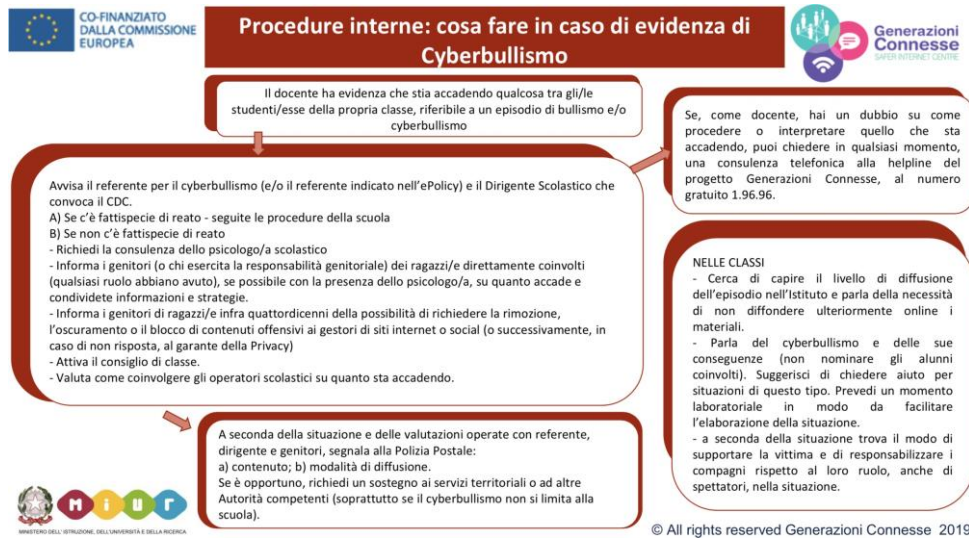 CO-FINANZIATO
DALLA COMMISSIONE
EUROPEA
Procedure interne: cosa fare in caso di evidenza di
Cyberbullismo
Generazioni
Connesse
SAFER INTERNET CENTRE
Il docente ha evidenza che stia accadendo qualcosa tra gli/le
studenti/esse della propria classe, riferibile a un episodio di bullismo e/o
cyberbullismo
Se, come docente, hai un dubbio su come
procedere o interpretare quello che sta
accadendo, puoi chiedere in qualsiasi momento,
una consulenza telefonica alla helpline del
progetto Generazioni Connesse, al numero
gratuito 1.96.96.
Avvisa il referente per il cyberbullismo (e/o il referente indicato nell'ePolicy) e il Dirigente Scolastico che
convoca il CDC.
A) Se c'è fattispecie di reato - seguite le procedure della scuola
B) Se non c'è fattispecie di reato
- Richiedi la consulenza dello psicologo/a scolastico
- Informa i genitori (o chi esercita la responsabilità genitoriale) dei ragazzi/e direttamente coinvolti
(qualsiasi ruolo abbiano avuto), se possibile con la presenza dello psicologo/a, su quanto accade e
condividete informazioni e strategie.
- Informa i genitori di ragazzi/e infra quattordicenni della possibilità di richiedere la rimozione,
l'oscuramento o il blocco di contenuti offensivi ai gestori di siti internet o social (o successivamente, in
caso di non risposta, al garante della Privacy)
- Attiva il consiglio di classe.
- Valuta come coinvolgere gli operatori scolastici su quanto sta accadendo.
NELLE CLASSI
- Cerca di capire il livello di diffusione
dell'episodio nell'Istituto e parla della necessità
di non diffondere ulteriormente online i
materiali.
- Parla del cyberbullismo e delle sue
conseguenze (non nominare gli alunni
coinvolti). Suggerisci di chiedere aiuto per
situazioni di questo tipo. Prevedi un momento
laboratoriale in modo da facilitare
l'elaborazione della situazione.
- a seconda della situazione trova il modo di
supportare la vittima e di responsabilizzare i
compagni rispetto al loro ruolo, anche di
spettatori, nella situazione.
A seconda della situazione e delle valutazioni operate con referente,
dirigente e genitori, segnala alla Polizia Postale:
a) contenuto; b) modalità di diffusione.
Se è opportuno, richiedi un sostegno ai servizi territoriali o ad altre
Autorità competenti (soprattutto se il cyberbullismo non si limita alla
scuola).
miur
MINISTERO DELL'ISTRUZIONE, DELL'UNIVERSITÀ E DELLA RICERCA
© All rights reserved Generazioni Connesse 2019